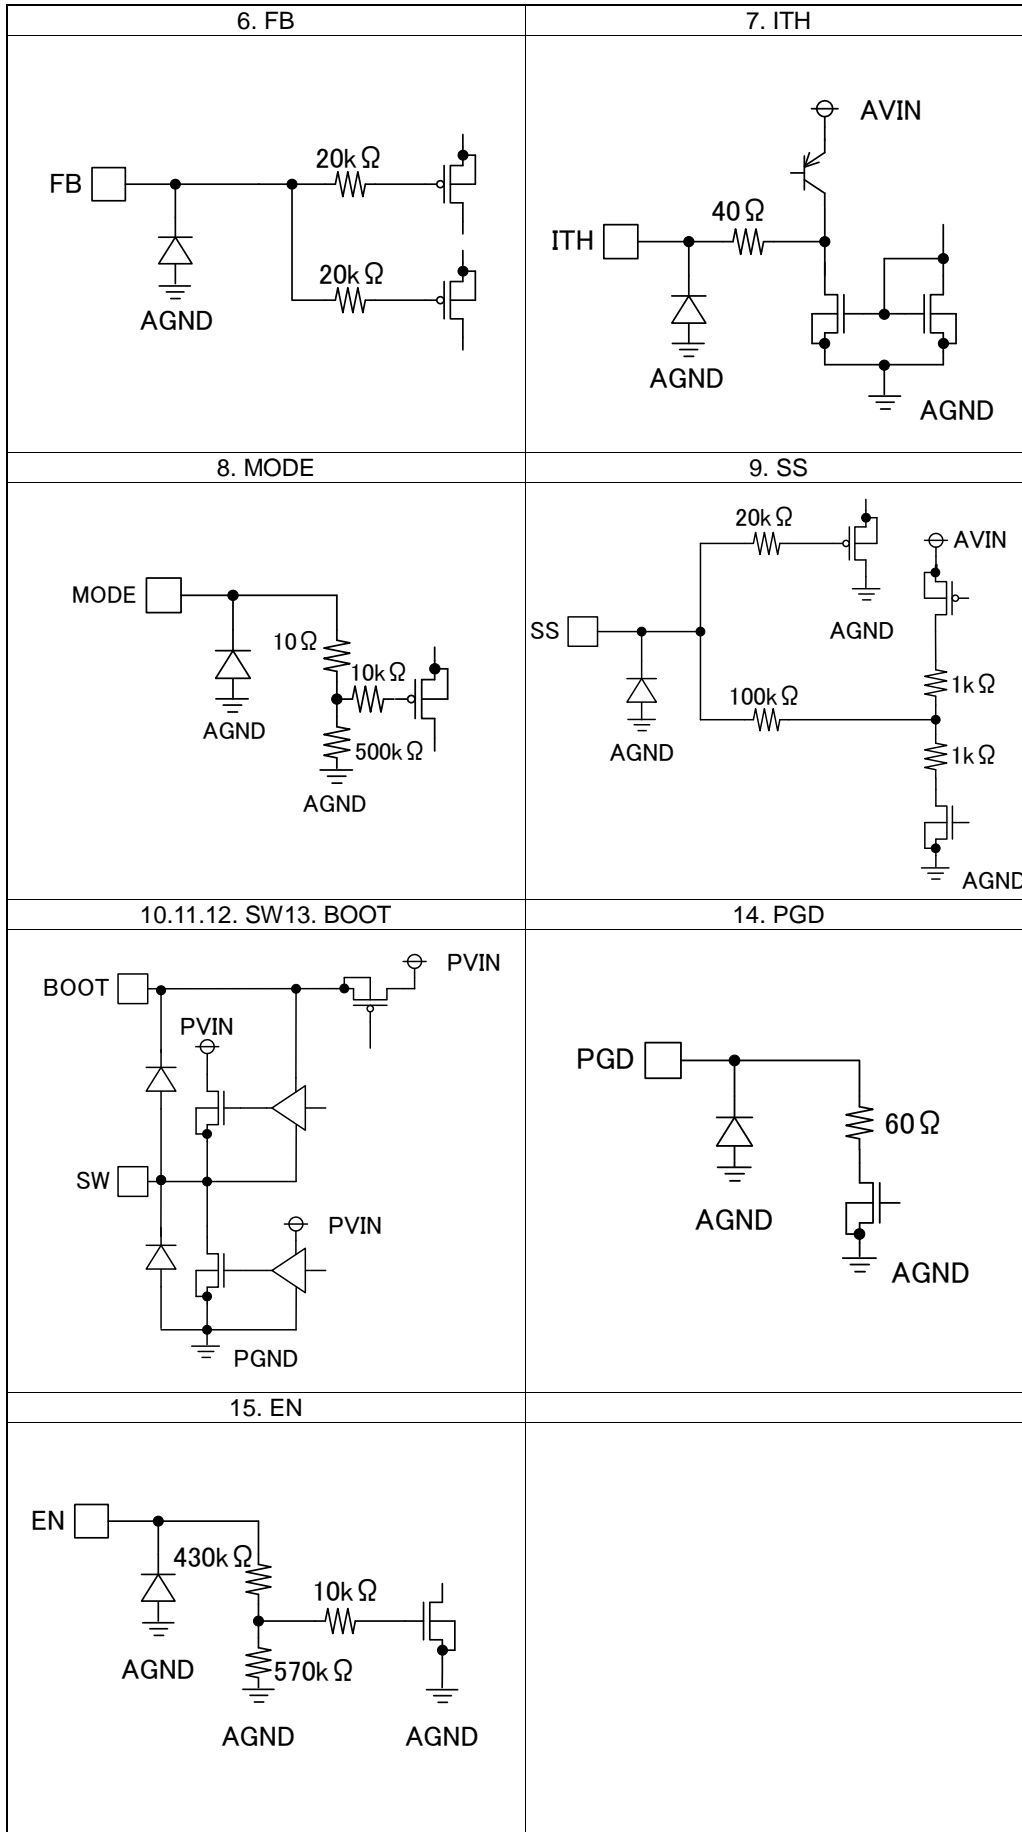 6. FB
7. ITH
FB
20kΩ
20kΩ
AGND
AVIN
ITH
40Ω
AGND
AGND
8. MODE
9. SS
MODE
10Ω
10kΩ
500kΩ
AGND
AGND
SS
20kΩ
AVIN
AGND
100kΩ
1kΩ
1kΩ
AGND
AGND
10.11.12. SW13. BOOT
14. PGD
BOOT
PVIN
PVIN
SW
PVIN
PGND
PGD
60Ω
AGND
AGND
15. EN
EN
430kΩ
10kΩ
570kΩ
AGND
AGND
AGND